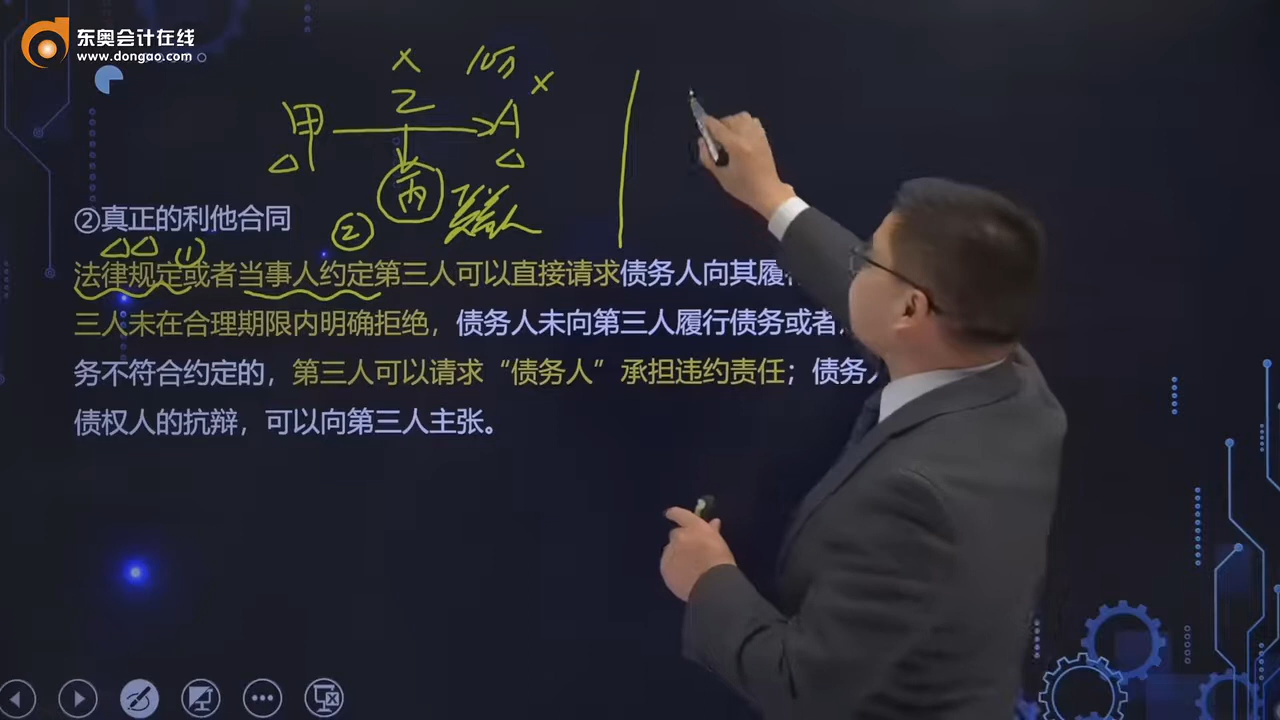 东奥会计在线
www.dongao.com
甲 乙 A
丙
②
①
②真正的利他合同
法律规定或者当事人约定第三人可以直接请求债务人向其履
三人未在合理期限内明确拒绝，债务人未向第三人履行债务或者
务不符合约定的，第三人可以请求“债务人”承担违约责任；债务
债权人的抗辩，可以向第三人主张。